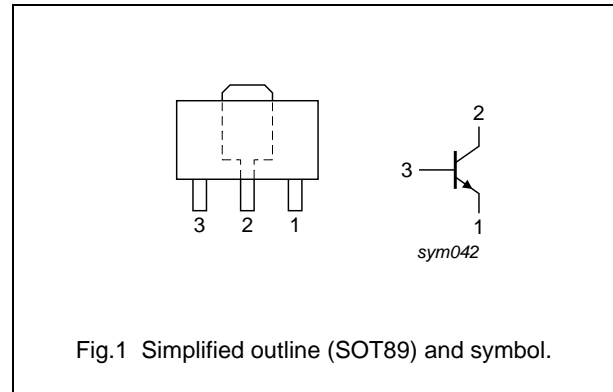 2
3
3 2 1
1
sym042
Fig.1 Simplified outline (SOT89) and symbol.